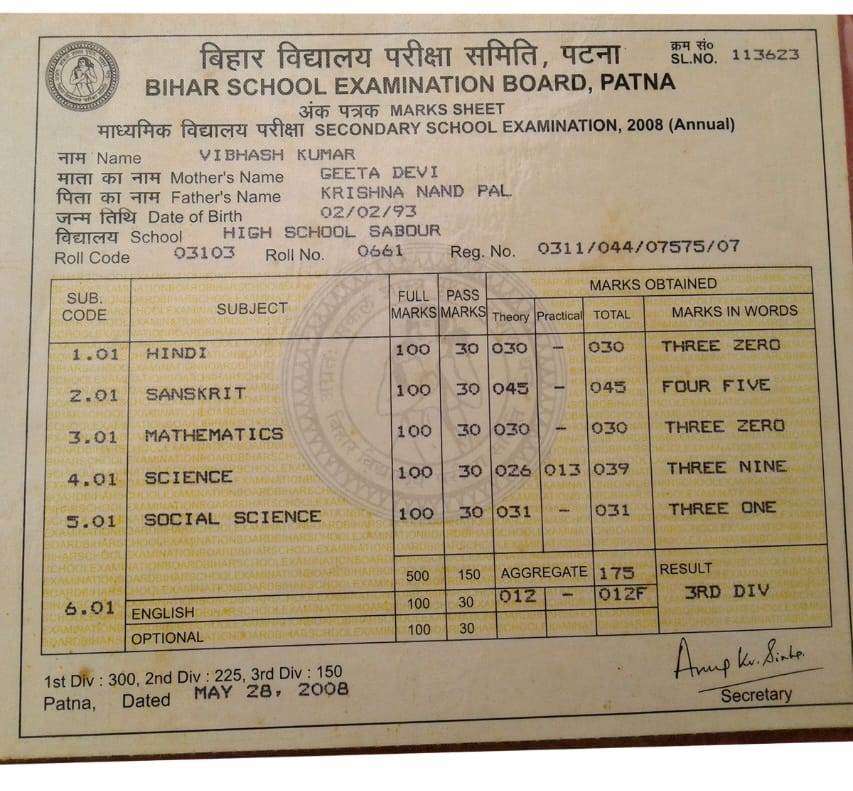 बिहार विद्यालय परीक्षा समिति, पटना
क्रम सं०
SL.NO. 113623
BIHAR SCHOOL EXAMINATION BOARD, PATNA
अंक पत्रक MARKS SHEET
माध्यमिक विद्यालय परीक्षा SECONDARY SCHOOL EXAMINATION, 2008 (Annual)
नाम Name VIBHASH KUMAR
माता का नाम Mother's Name GEETA DEVI
पिता का नाम Father's Name KRISHNA NAND PAL
जन्म तिथि Date of Birth 02/02/93
विद्यालय School HIGH SCHOOL SABOUR
Roll Code 03103 Roll No. 0661 Reg. No. 0311/044/07575/07
SUB. CODE SUBJECT FULL MARKS PASS MARKS MARKS OBTAINED
Theory Practical TOTAL MARKS IN WORDS
1.01 HINDI 100 30 030 - 030 THREE ZERO
2.01 SANSKRIT 100 30 045 - 045 FOUR FIVE
3.01 MATHEMATICS 100 30 030 - 030 THREE ZERO
4.01 SCIENCE 100 30 026 013 039 THREE NINE
5.01 SOCIAL SCIENCE 100 30 031 - 031 THREE ONE
500 150 AGGREGATE 175 RESULT
6.01 ENGLISH 100 30 012 - 012F 3RD DIV
OPTIONAL 100 30
1st Div : 300, 2nd Div : 225, 3rd Div : 150
Patna, Dated MAY 28, 2008
Anup Kr. Sinha.
Secretary